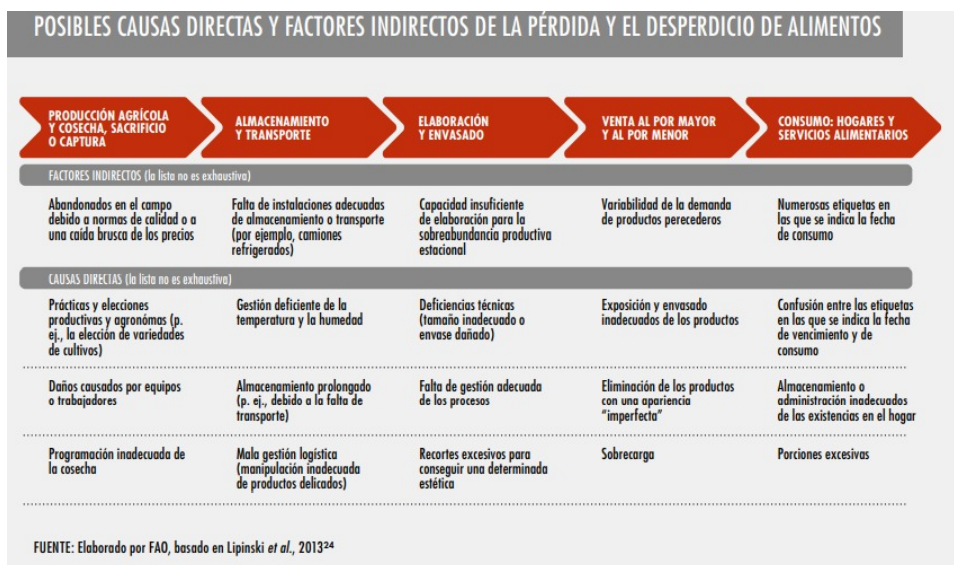 POSIBLES CAUSAS DIRECTAS Y FACTORES INDIRECTOS DE LA PÉRDIDA Y EL DESPERDICIO DE ALIMENTOS
PRODUCCIÓN AGRÍCOLA
Y COSECHA, SACRIFICIO
O CAPTURA
ALMACENAMIENTO
Y TRANSPORTE
ELABORACIÓN
Y ENVASADO
VENTA AL POR MAYOR
Y AL POR MENOR
CONSUMO: HOGARES Y
SERVICIOS ALIMENTARIOS
FACTORES INDIRECTOS (la lista no es exhaustiva)
Abandonados en el campo
debido a normas de calidad o a
una caída brusca de los precios
Falta de instalaciones adecuadas
de almacenamiento o transporte
(por ejemplo, camiones
refrigerados)
Capacidad insuficiente
de elaboración para la
sobreabundancia productiva
estacional
Variabilidad de la demanda
de productos perecederos
Numerosas etiquetas en
las que se indica la fecha
de consumo
CAUSAS DIRECTAS (la lista no es exhaustiva)
Prácticas y elecciones
productivas y agronómas (p.
ej., la elección de variedades
de cultivos)
Gestión deficiente de la
temperatura y la humedad
Deficiencias técnicas
(tamaño inadecuado o
envase dañado)
Exposición y envasado
inadecuados de los productos
Confusión entre las etiquetas
en las que se indica la fecha
de vencimiento y de
consumo
Daños causados por equipos
o trabajadores
Almacenamiento prolongado
(p. ej., debido a la falta de
transporte)
Falta de gestión adecuada
de los procesos
Eliminación de los productos
con una apariencia
“imperfecta”
Almacenamiento o
administración inadecuados
de las existencias en el hogar
Programación inadecuada de
la cosecha
Mala gestión logística
(manipulación inadecuada
de productos delicados)
Recortes excesivos para
conseguir una determinada
estética
Sobrecarga
Porciones excesivas
FUENTE: Elaborado por FAO, basado en Lipinski et al., 2013²⁴